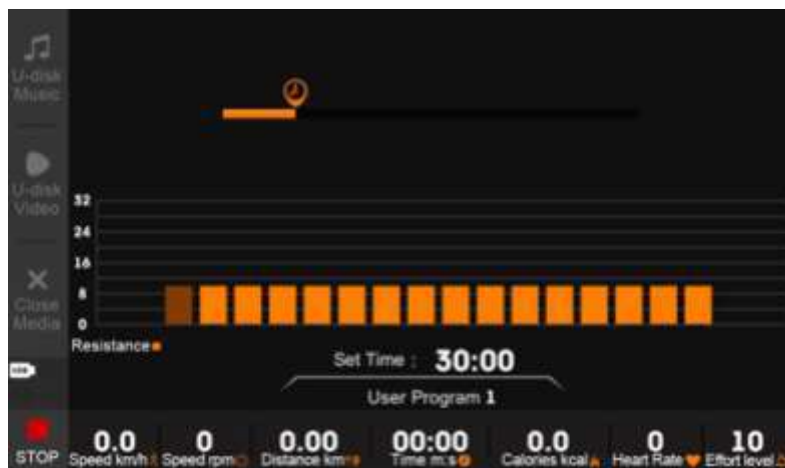 U-disk
Music
U-disk
Video
Close
Media
STOP
32
24
16
8
0
Resistance
Set Time : 30:00
User Program 1
0.0 0 0.00 00:00 0.0 0 10
Speed km/h Speed rpm Distance km Time m:s Calories kcal Heart Rate Effort level